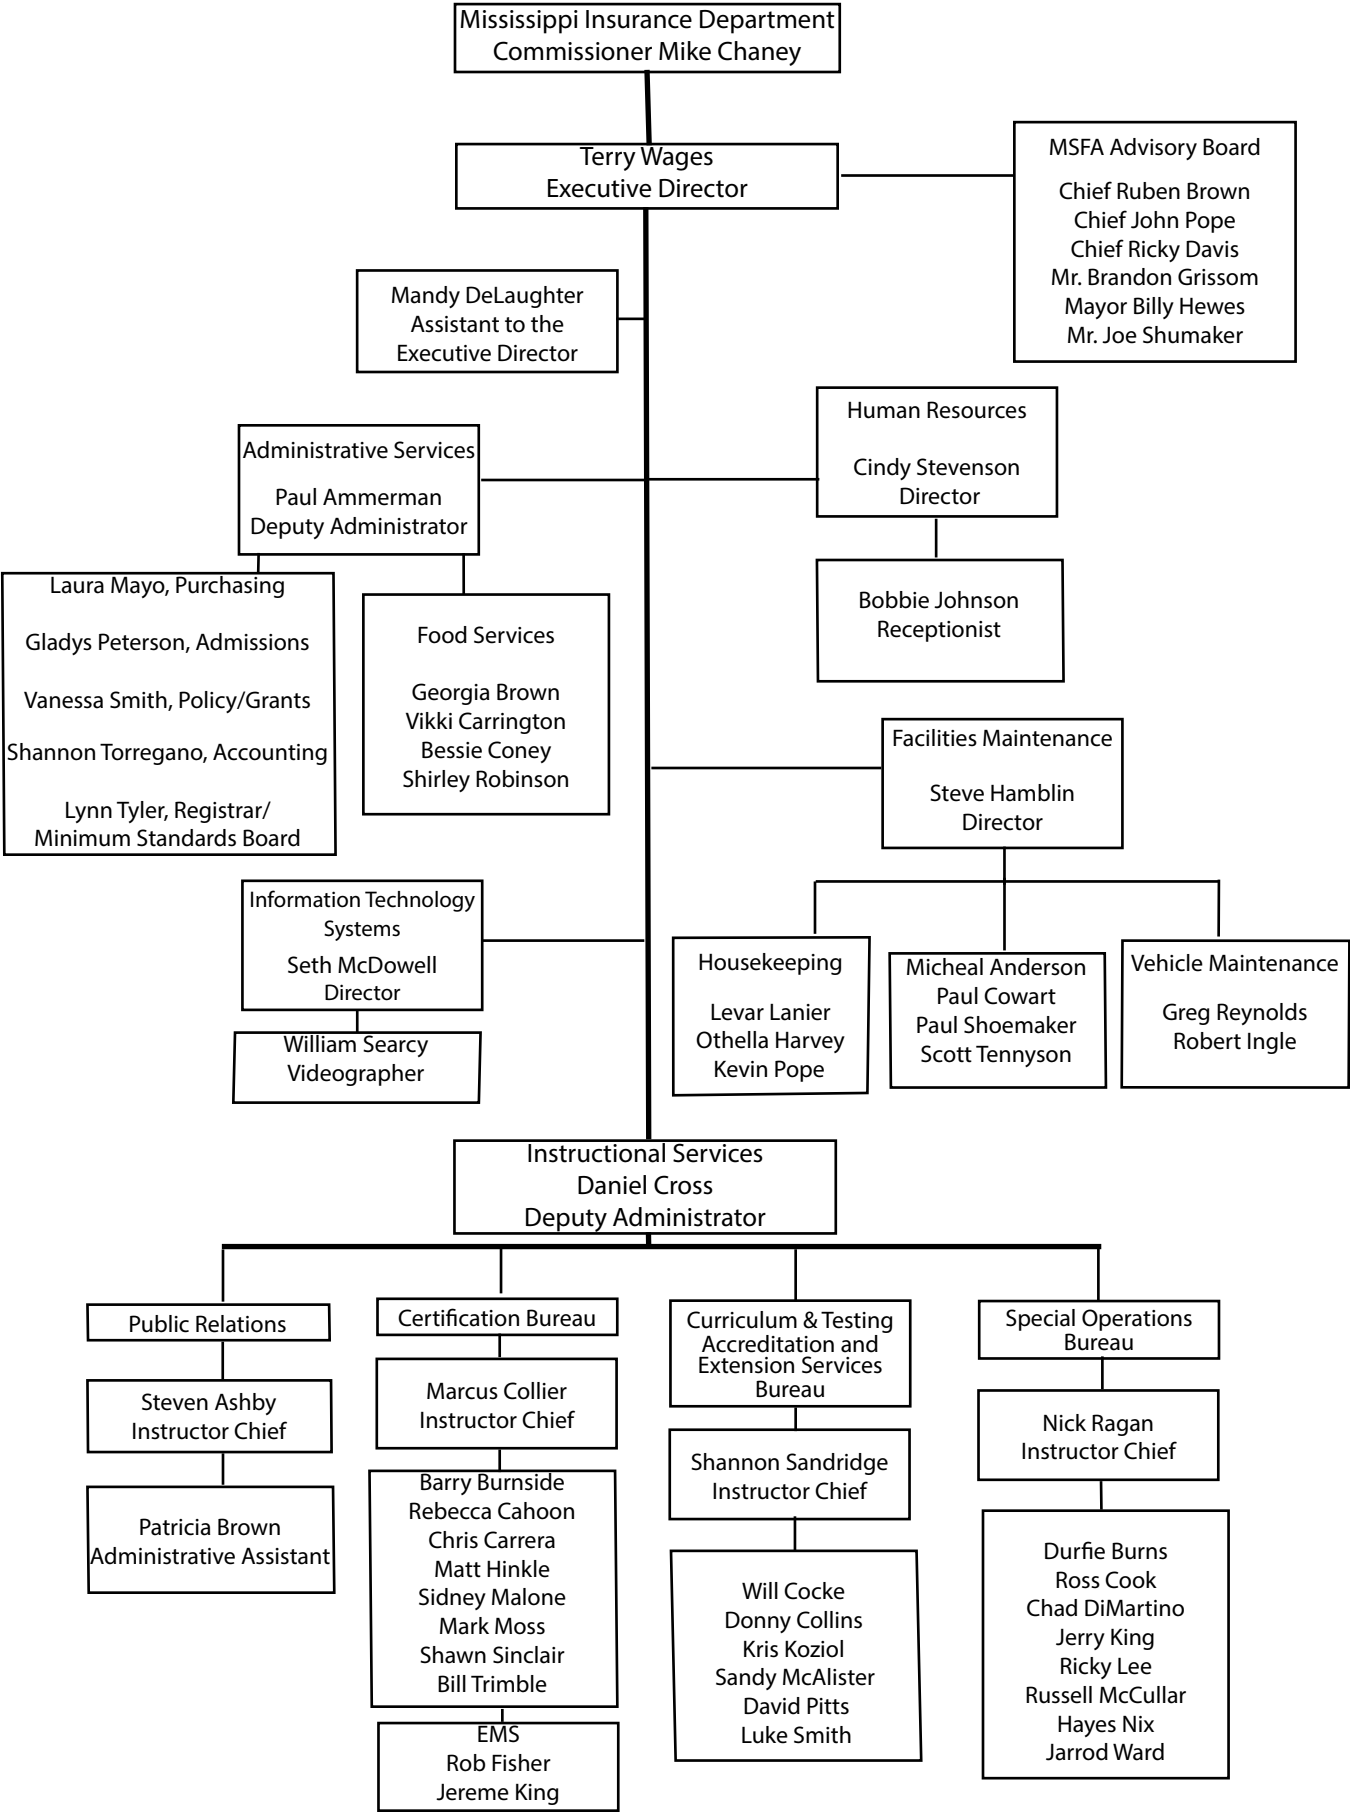 Mississippi Insurance Department
Commissioner Mike Chaney
Terry Wages
Executive Director
MSFA Advisory Board
Chief Ruben Brown
Chief John Pope
Chief Ricky Davis
Mr. Brandon Grissom
Mayor Billy Hewes
Mr. Joe Shumaker
Mandy DeLaughter
Assistant to the
Executive Director
Human Resources
Cindy Stevenson
Director
Administrative Services
Paul Ammerman
Deputy Administrator
Bobbie Johnson
Receptionist
Laura Mayo, Purchasing
Gladys Peterson, Admissions
Vanessa Smith, Policy/Grants
Shannon Torregano, Accounting
Lynn Tyler, Registrar/
Minimum Standards Board
Food Services
Georgia Brown
Vikki Carrington
Bessie Coney
Shirley Robinson
Facilities Maintenance
Steve Hamblin
Director
Information Technology
Systems
Seth McDowell
Director
William Searcy
Videographer
Housekeeping
Levar Lanier
Othella Harvey
Kevin Pope
Micheal Anderson
Paul Cowart
Paul Shoemaker
Scott Tennyson
Vehicle Maintenance
Greg Reynolds
Robert Ingle
Instructional Services
Daniel Cross
Deputy Administrator
Public Relations
Steven Ashby
Instructor Chief
Patricia Brown
Administrative Assistant
Certification Bureau
Marcus Collier
Instructor Chief
Barry Burnside
Rebecca Cahoon
Chris Carrera
Matt Hinkle
Sidney Malone
Mark Moss
Shawn Sinclair
Bill Trimble
EMS
Rob Fisher
Jereme King
Curriculum & Testing
Accreditation and
Extension Services
Bureau
Shannon Sandridge
Instructor Chief
Will Cocke
Donny Collins
Kris Koziol
Sandy McAlister
David Pitts
Luke Smith
Special Operations
Bureau
Nick Ragan
Instructor Chief
Durfie Burns
Ross Cook
Chad DiMartino
Jerry King
Ricky Lee
Russell McCullar
Hayes Nix
Jarrod Ward